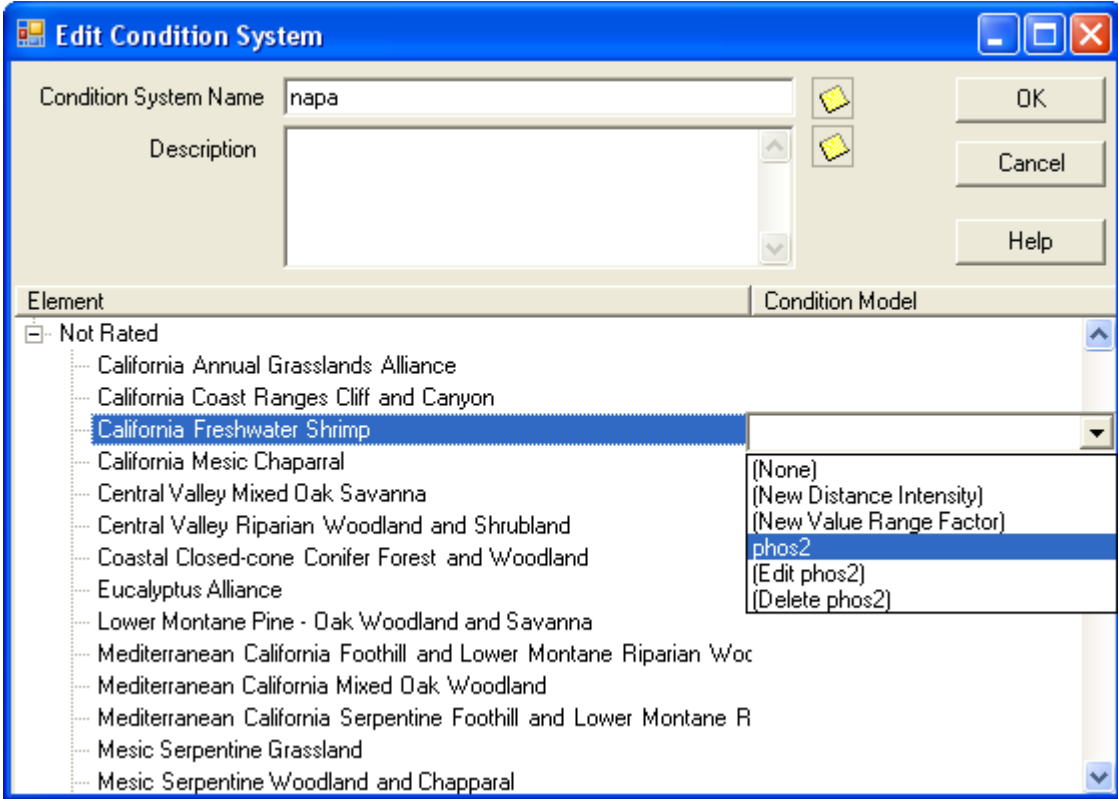 Edit Condition System
Condition System Name napa
OK
Description
Cancel
Help
Element Condition Model
Not Rated
California Annual Grasslands Alliance
California Coast Ranges Cliff and Canyon
California Freshwater Shrimp
California Mesic Chaparral
Central Valley Mixed Oak Savanna
Central Valley Riparian Woodland and Shrubland
Coastal Closed-cone Conifer Forest and Woodland
Eucalyptus Alliance
Lower Montane Pine - Oak Woodland and Savanna
Mediterranean California Foothill and Lower Montane Riparian Woc
Mediterranean California Mixed Oak Woodland
Mediterranean California Serpentine Foothill and Lower Montane R
Mesic Serpentine Grassland
Mesic Serpentine Woodland and Chapparal
(None)
(New Distance Intensity)
(New Value Range Factor)
phos2
(Edit phos2)
(Delete phos2)